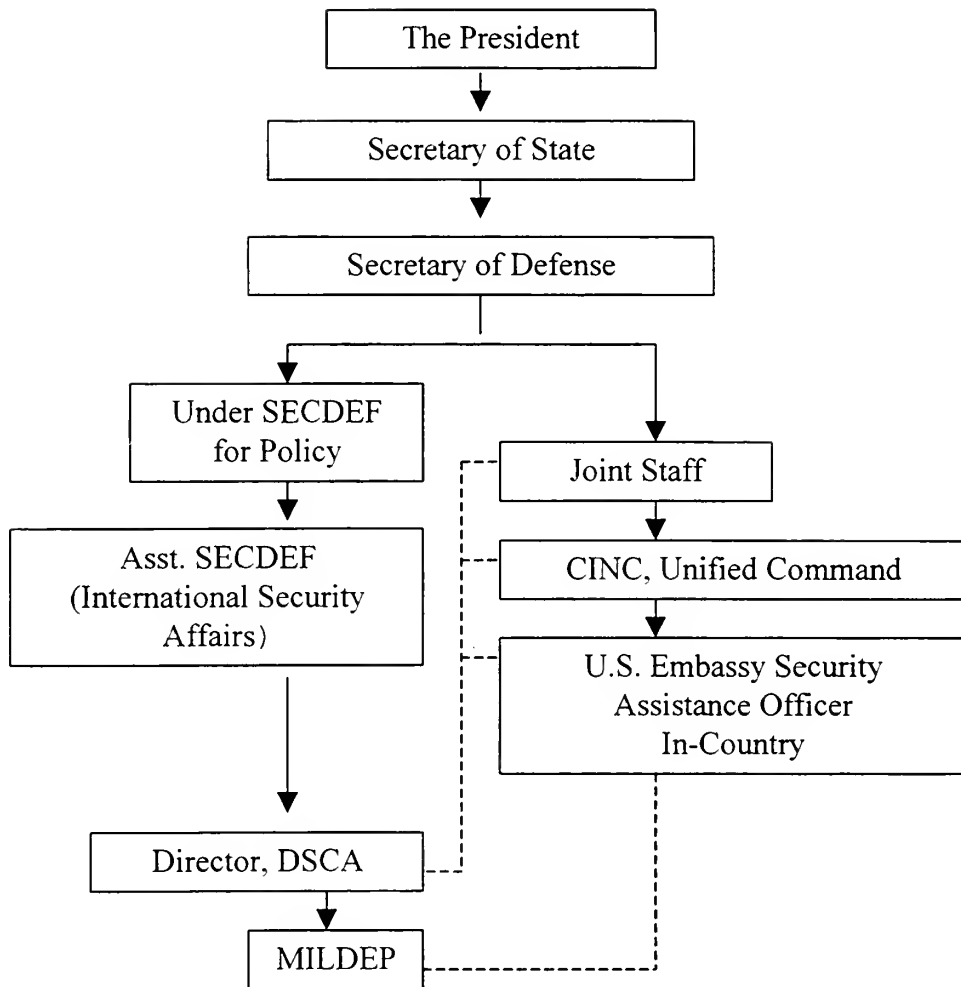 The President
Secretary of State
Secretary of Defense
Under SECDEF
for Policy
Joint Staff
Asst. SECDEF
(International Security
Affairs)
CINC, Unified Command
U.S. Embassy Security
Assistance Officer
In-Country
Director, DSCA
MILDEP